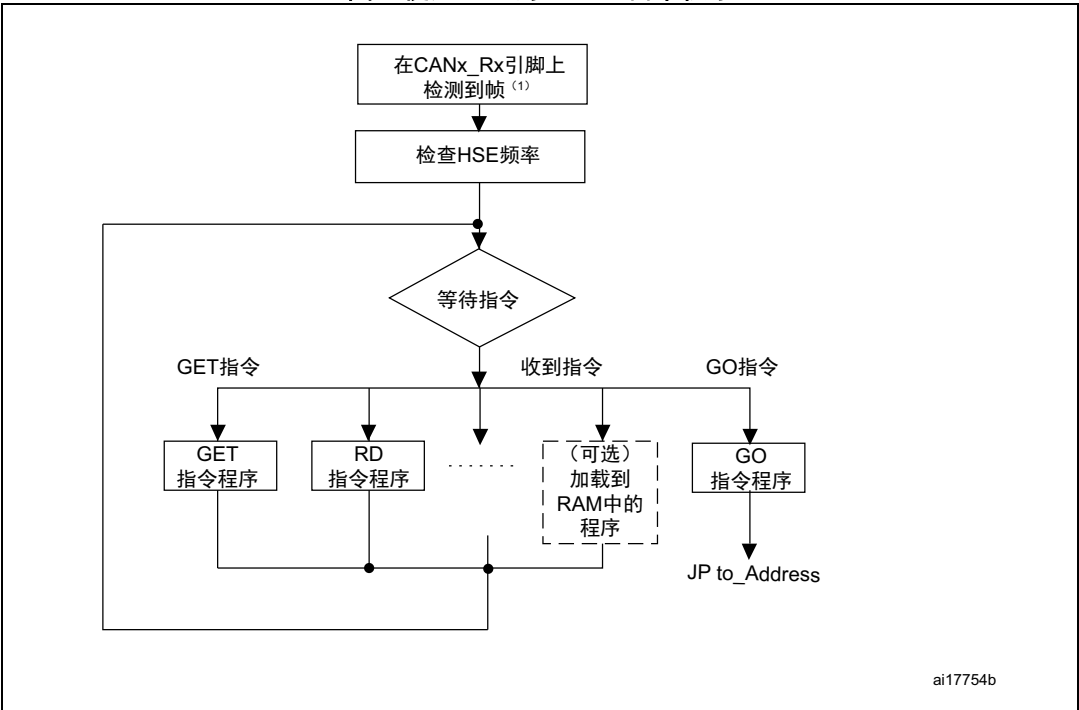 在CANx_Rx引脚上
检测到帧（1）
检查HSE频率
等待指令
GET指令
收到指令
GO指令
GET
指令程序
RD
指令程序
.......
（可选）
加载到
RAM中的
程序
GO
指令程序
JP to_Address
ai17754b